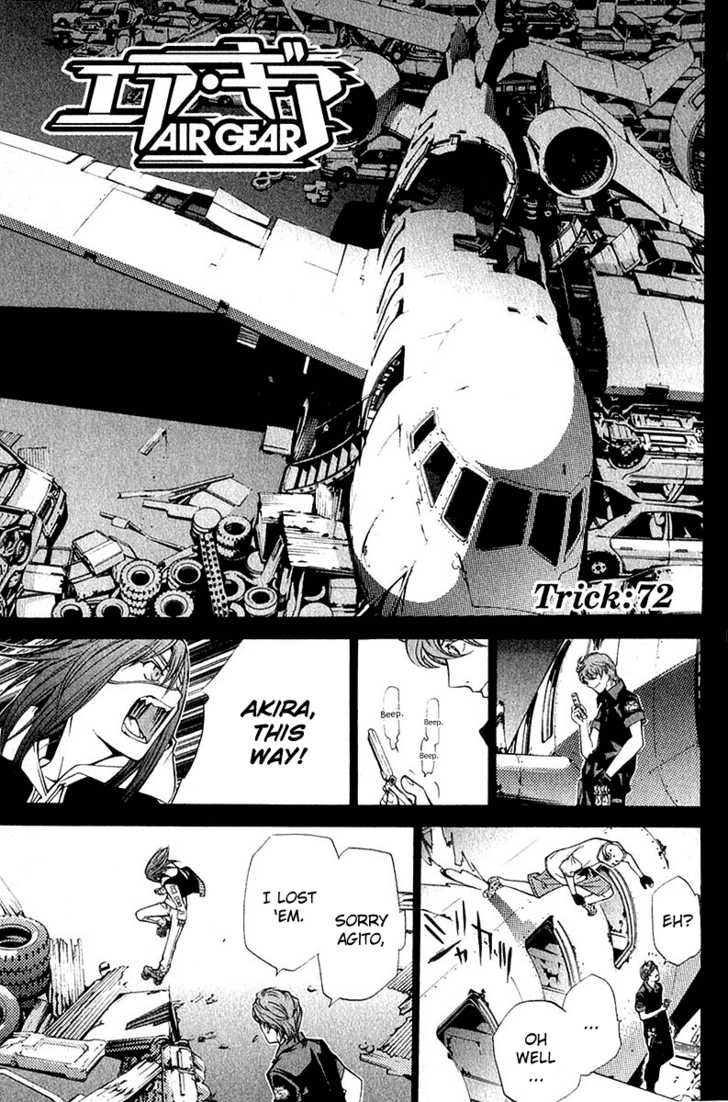 エア・ギア
AIR GEAR
Trick:72
Beep.
Beep.
Beep.
AKIRA,
THIS
WAY!
EH?
...
OH
WELL
...
SORRY
AGITO,
I LOST
'EM.